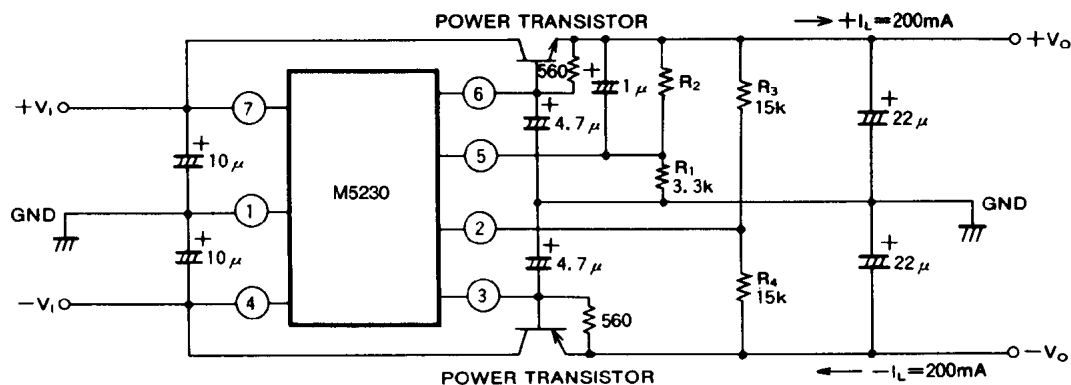 POWER TRANSISTOR
+IL=200mA
+VO
560
+
1μ
R2
R3
15k
6
+VI
7
+
4.7μ
+
22μ
+
10μ
5
R1
3.3k
M5230
GND
1
GND
2
+
10μ
+
4.7μ
+
22μ
R4
15k
-VI
4
3
560
-VO
POWER TRANSISTOR
-IL=200mA